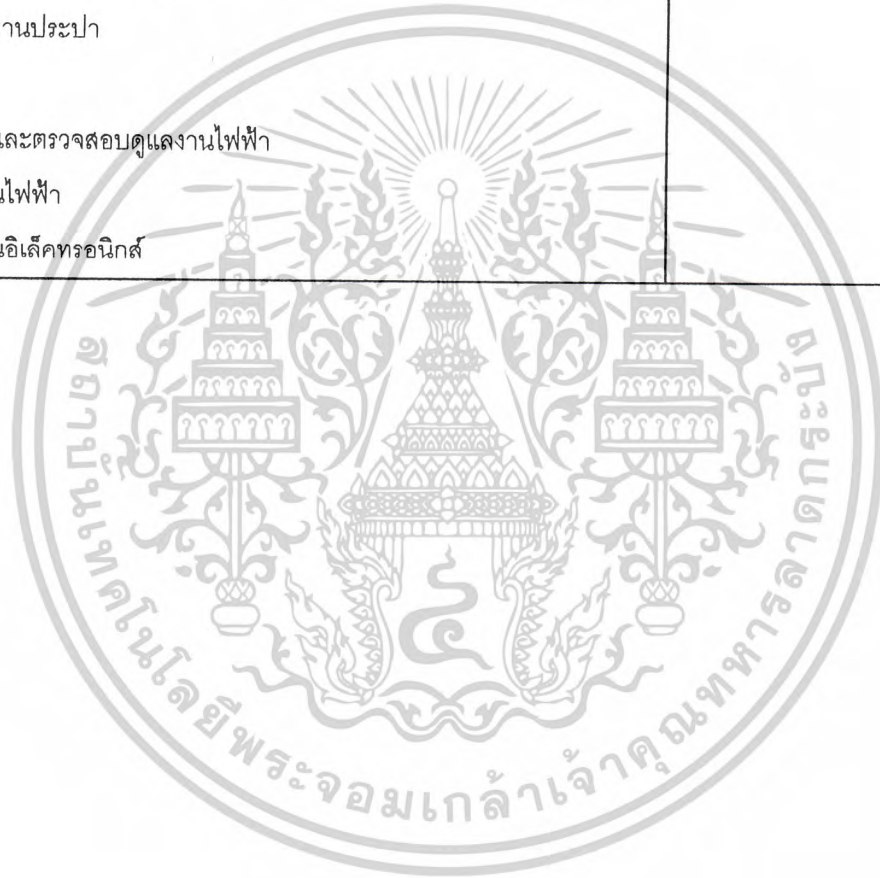 านประปา
และตรวจสอบดูแลงานไฟฟ้า
นไฟฟ้า
นอิเล็คทรอนิกส์
สถาบันเทคโนโลยีพระจอมเกล้าเจ้าคุณทหารลาดกระบัง
๔